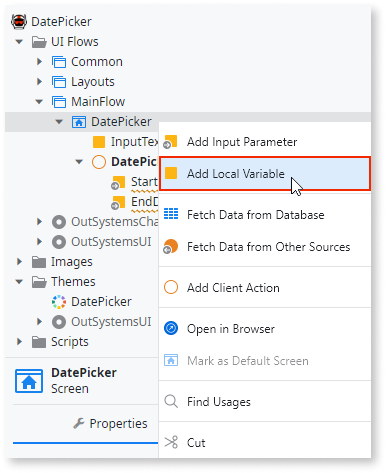 DatePicker
UI Flows
Common
Layouts
MainFlow
DatePicker
InputTex
DatePic
Start
EndD
OutSystemsCha
OutSystemsUI
Images
Themes
DatePicker
OutSystemsUI
Scripts
Add Input Parameter
Add Local Variable
Fetch Data from Database
Fetch Data from Other Sources
Add Client Action
Open in Browser
Mark as Default Screen
Find Usages
Cut
DatePicker
Screen
Properties